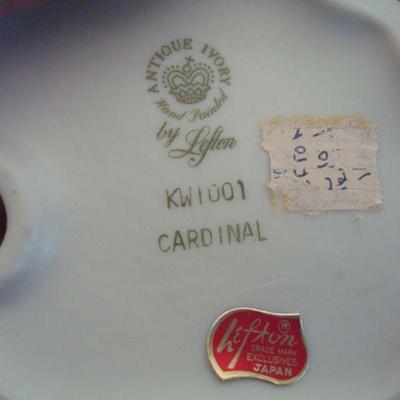 ANTIQUE IVORY
Hand Painted
by Lefton
KW1001
CARDINAL
Lefton ®
TRADE MARK
EXCLUSIVES
JAPAN